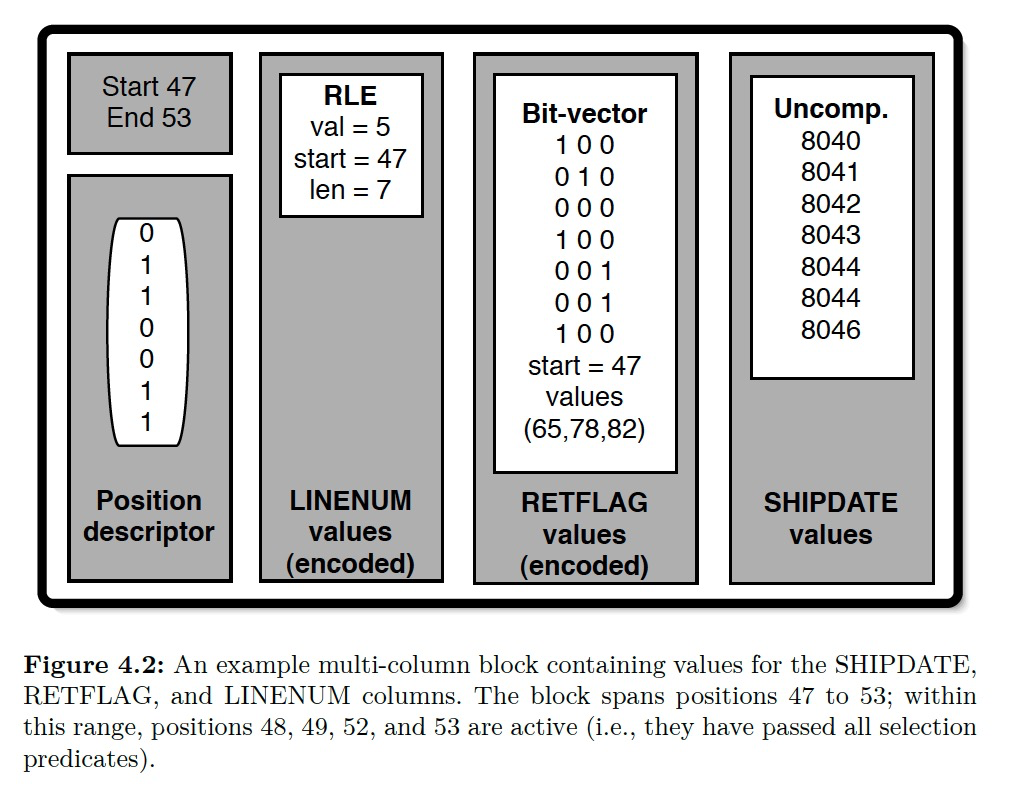 Start 47
End 53
0
1
1
0
0
1
1
Position
descriptor
RLE
val = 5
start = 47
len = 7
LINENUM
values
(encoded)
Bit-vector
1 0 0
0 1 0
0 0 0
1 0 0
0 0 1
0 0 1
1 0 0
start = 47
values
(65,78,82)
RETFLAG
values
(encoded)
Uncomp.
8040
8041
8042
8043
8044
8044
8046
SHIPDATE
values
Figure 4.2: An example multi-column block containing values for the SHIPDATE,
RETFLAG, and LINENUM columns. The block spans positions 47 to 53; within
this range, positions 48, 49, 52, and 53 are active (i.e., they have passed all selection
predicates).